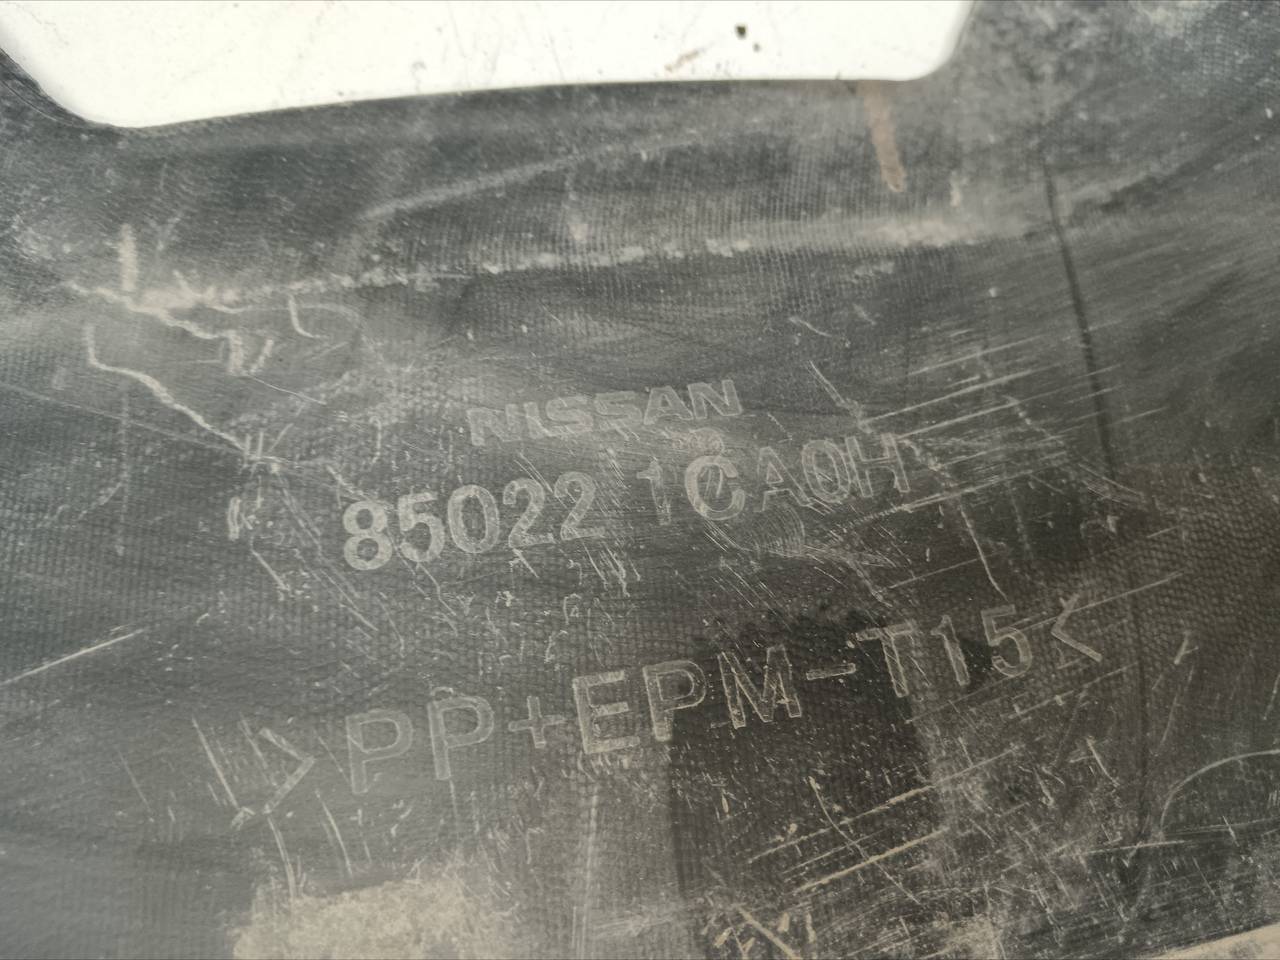 NISSAN
85022 1CA0H
>PP+EPM-T15<